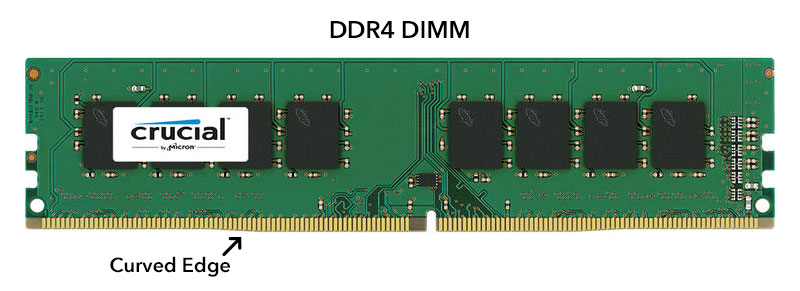 DDR4 DIMM
crucial
by Micron
Curved Edge